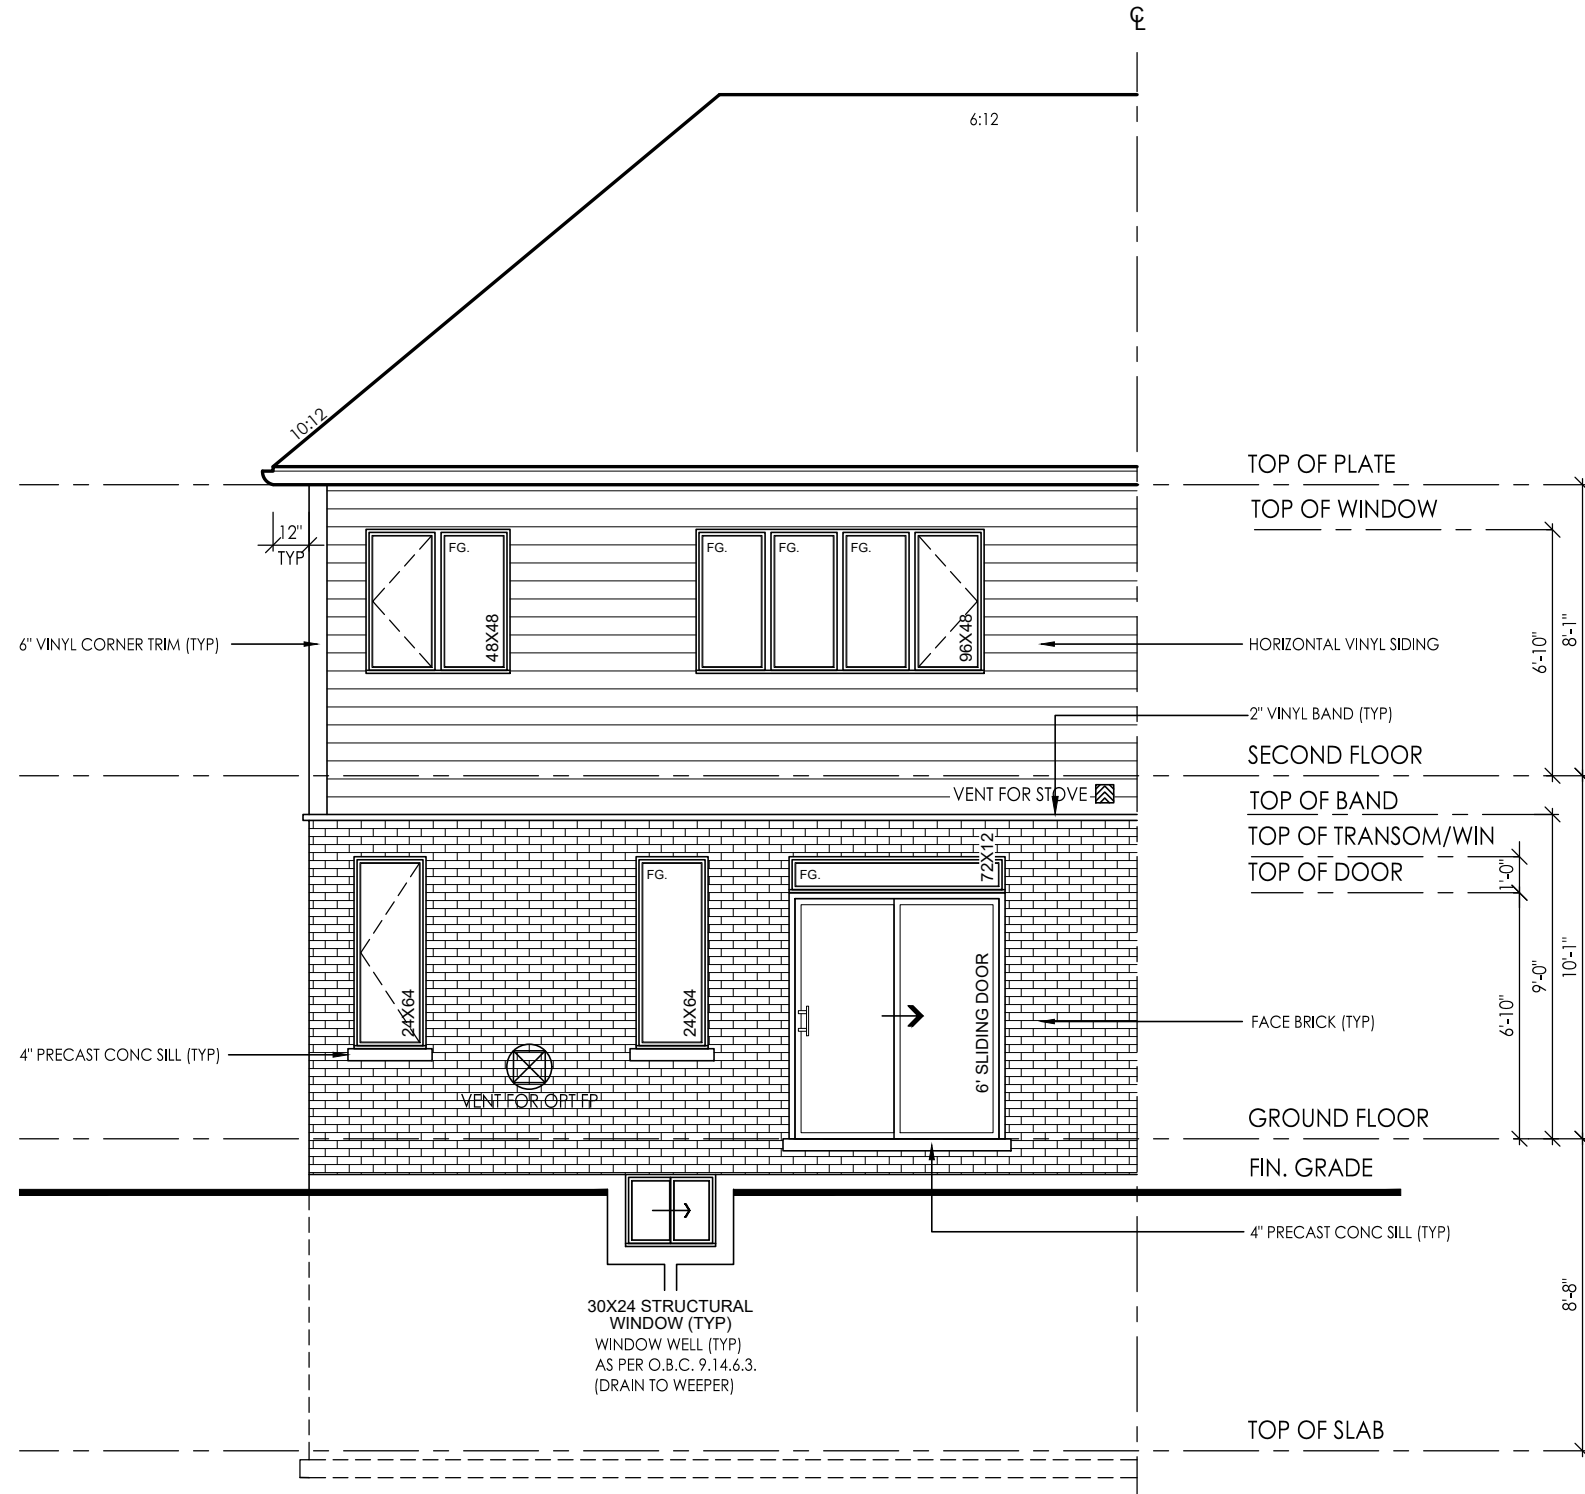 CL
6:12
10:12
TOP OF PLATE
TOP OF WINDOW
12"
TYP
FG.
FG.
FG.
FG.
48X48
96X48
6" VINYL CORNER TRIM (TYP)
HORIZONTAL VINYL SIDING
6'-10"
8'-1"
2" VINYL BAND (TYP)
SECOND FLOOR
VENT FOR STOVE
TOP OF BAND
72X12
TOP OF TRANSOM/WIN
FG.
FG.
TOP OF DOOR
1'-0"
24X64
24X64
6' SLIDING DOOR
6'-10"
9'-0"
10'-1"
FACE BRICK (TYP)
4" PRECAST CONC SILL (TYP)
VENT FOR OPT FP
GROUND FLOOR
FIN. GRADE
4" PRECAST CONC SILL (TYP)
30X24 STRUCTURAL
WINDOW (TYP)
WINDOW WELL (TYP)
AS PER O.B.C. 9.14.6.3.
(DRAIN TO WEEPER)
8'-8"
TOP OF SLAB